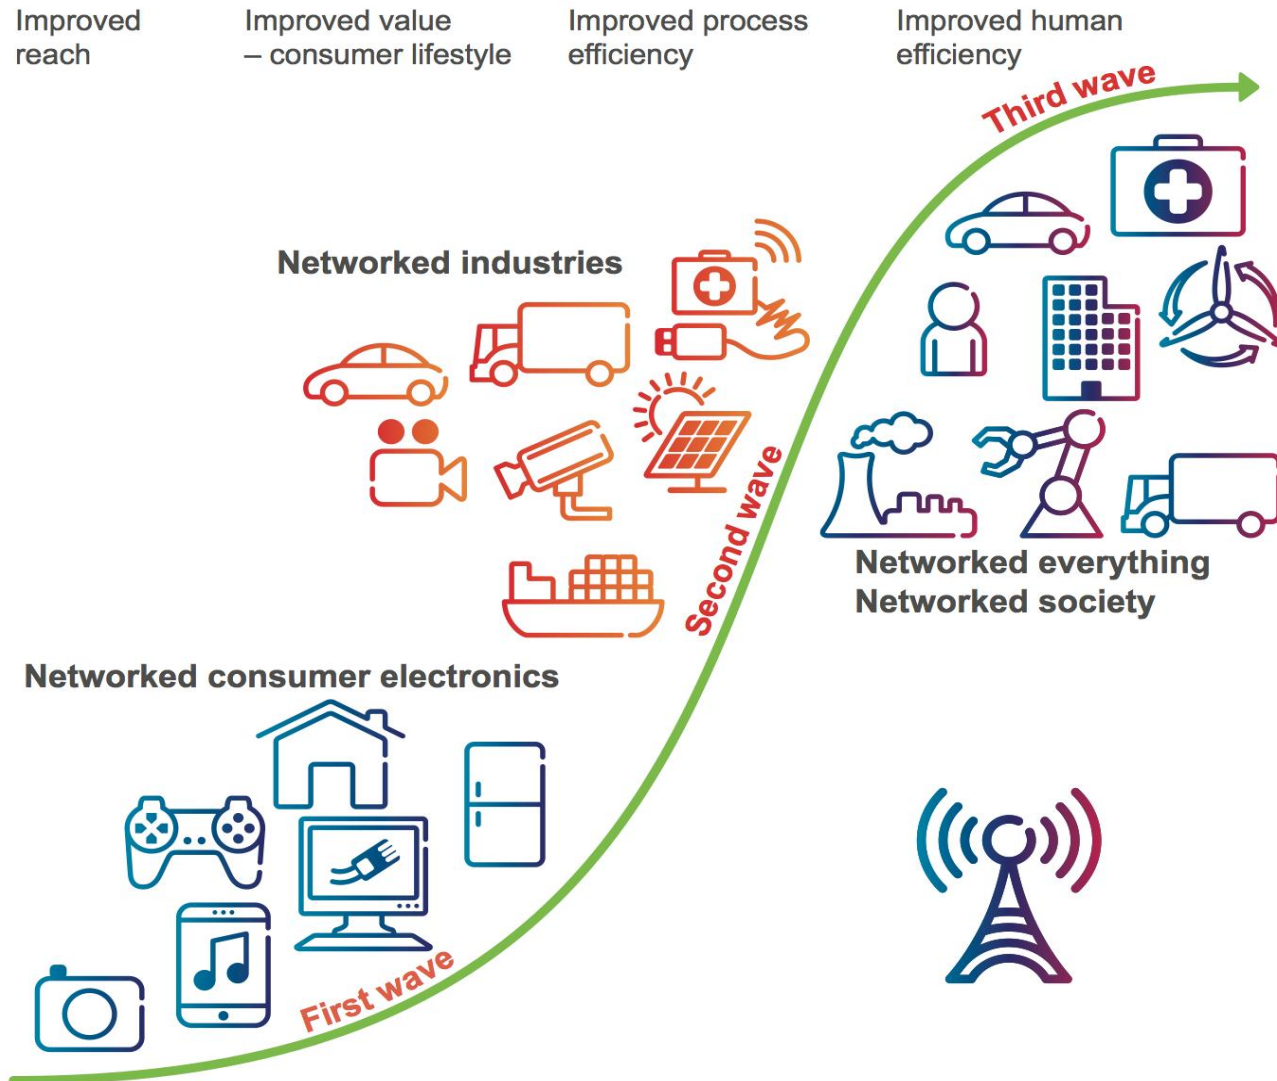 Improved
reach
Improved value
– consumer lifestyle
Improved process
efficiency
Improved human
efficiency
Third wave
Networked industries
Second wave
Networked everything
Networked society
Networked consumer electronics
First wave